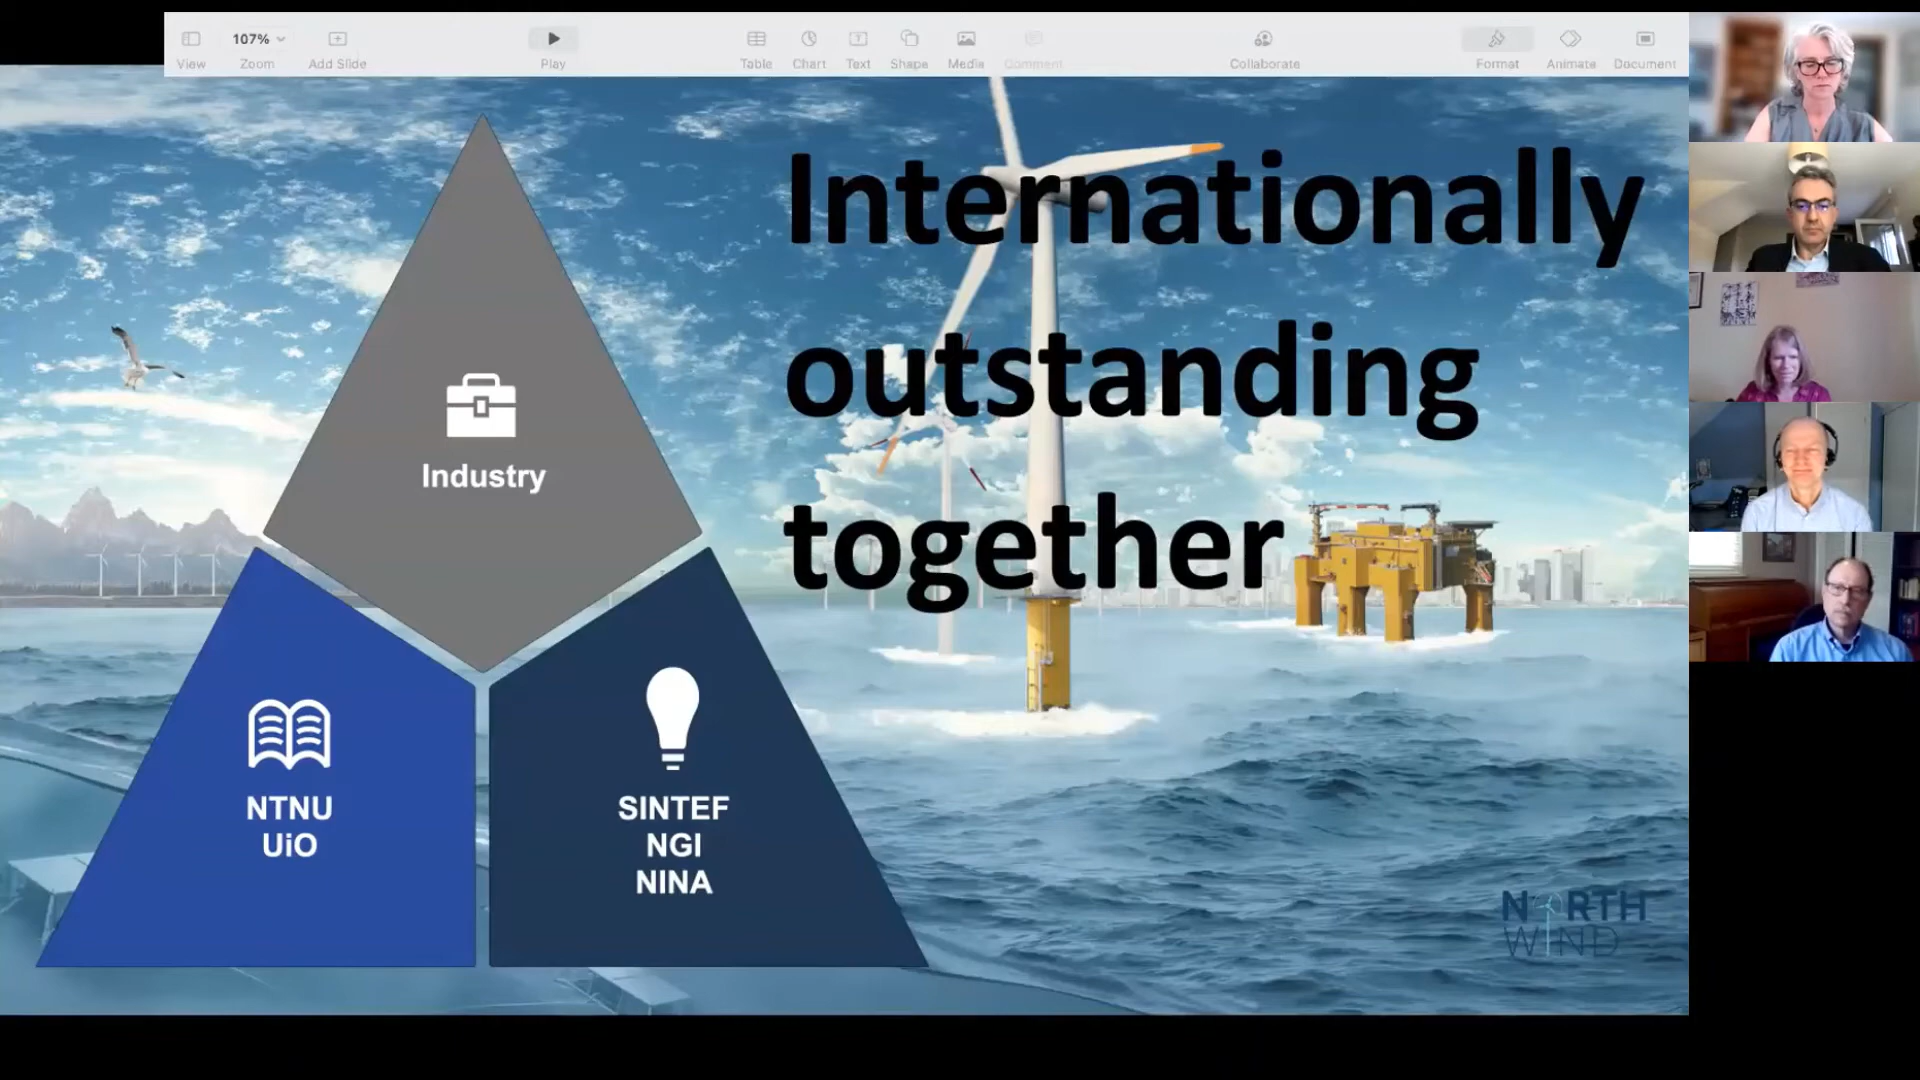 107%
View
Zoom
Add Slide
Play
Table
Chart
Text
Shape
Media
Comment
Collaborate
Format
Animate
Document
Internationally
outstanding
together
Industry
NTNU
UiO
SINTEF
NGI
NINA
NORTH
WIND